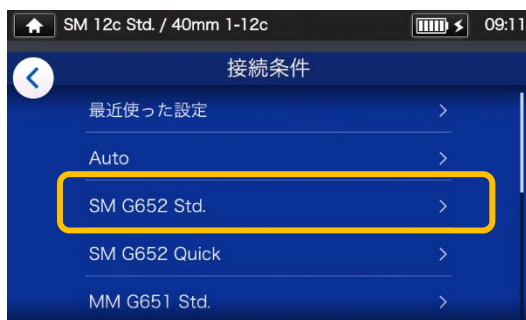 SM 12c Std. / 40mm 1-12c 09:11
接続条件
最近使った設定
Auto
SM G652 Std.
SM G652 Quick
MM G651 Std.